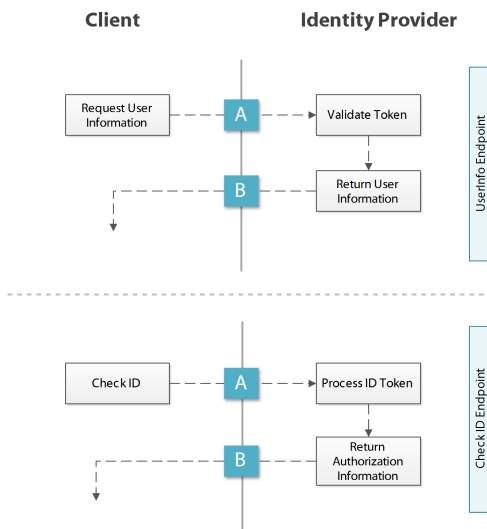 Client
Identity Provider
Request User
Information
A
Validate Token
B
Return User
Information
UserInfo Endpoint
Check ID
A
Process ID Token
B
Return
Authorization
Information
Check ID Endpoint